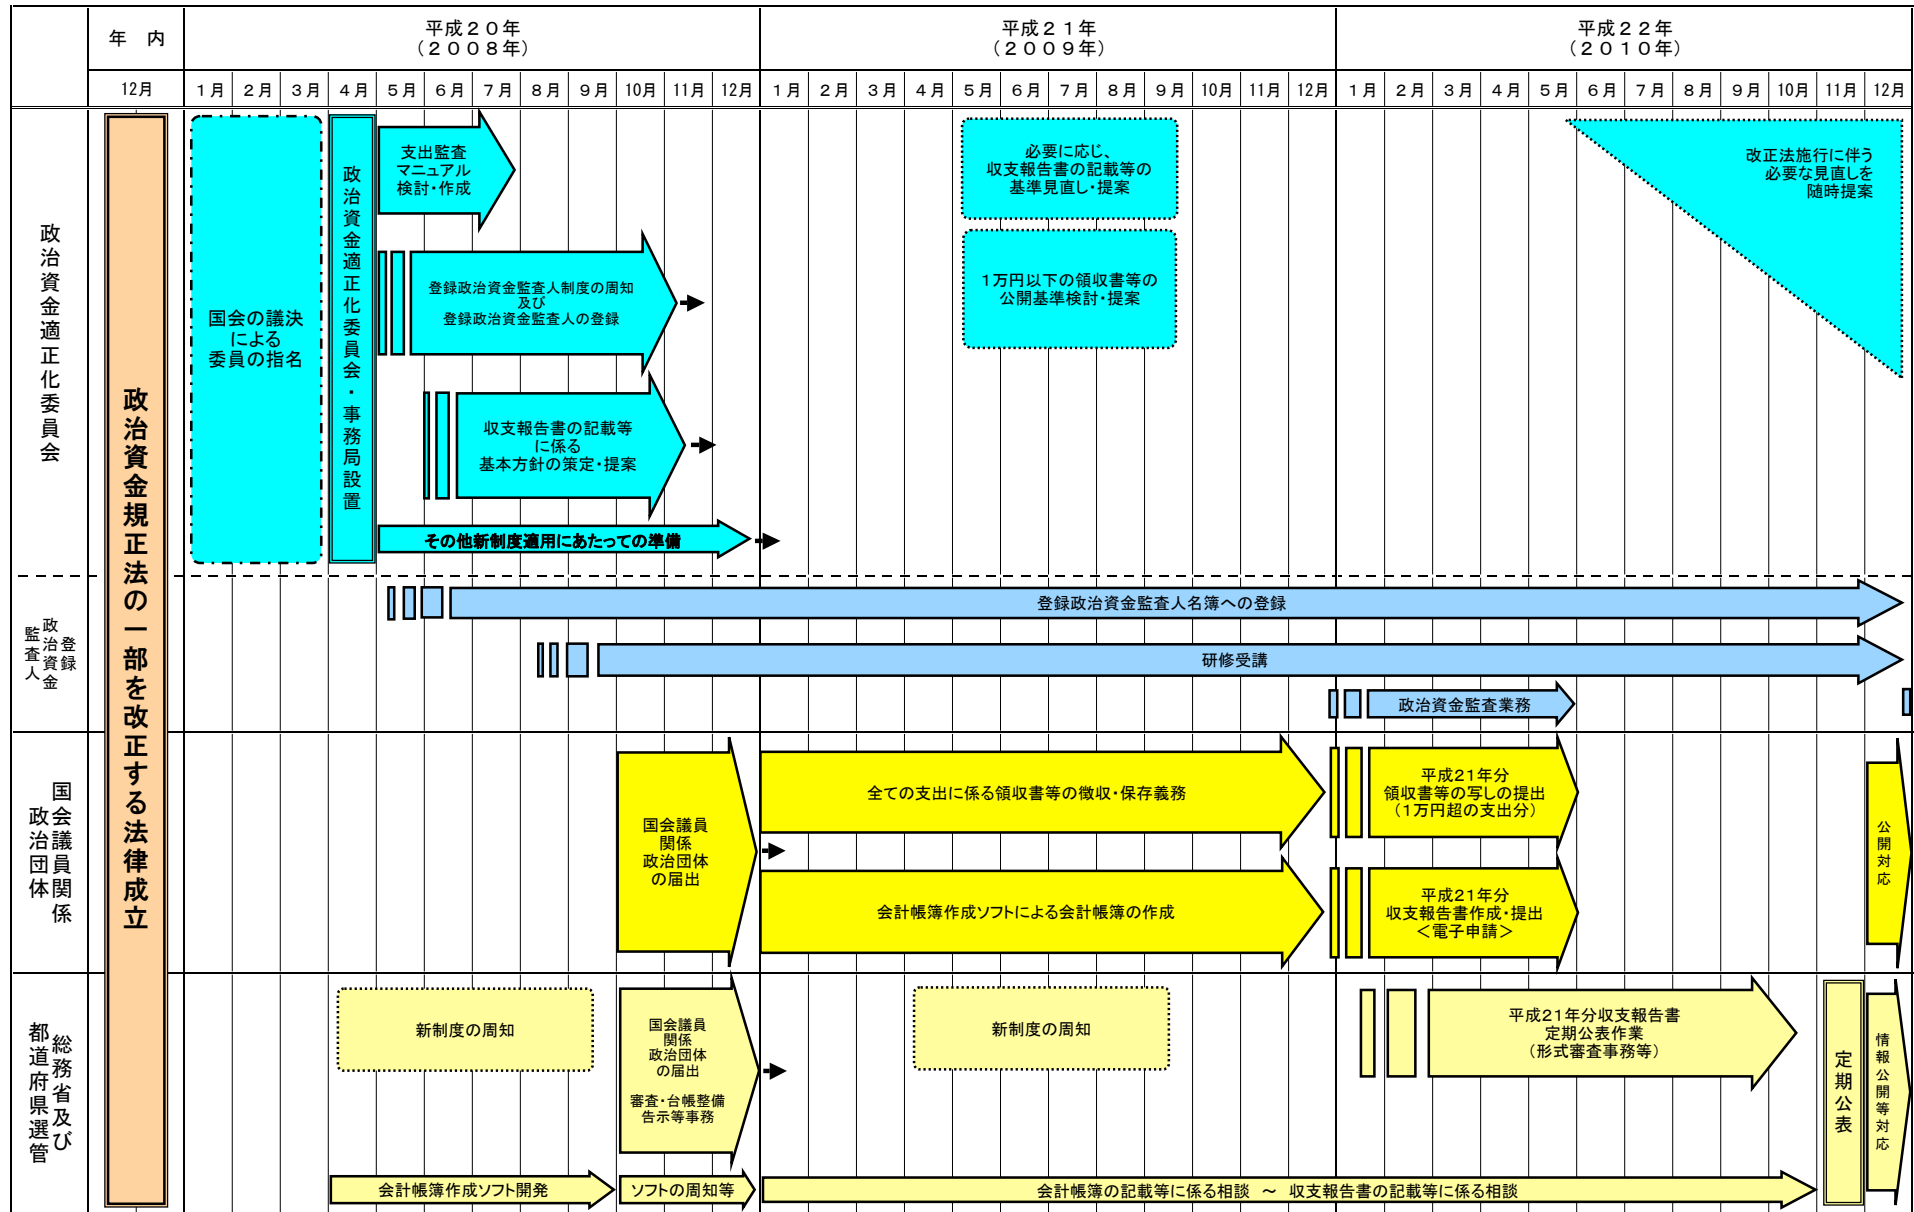 年　内
平成２０年
（２００８年）
平成２１年
（２００９年）
平成２２年
（２０１０年）
12月
１月 ２月 ３月 ４月 ５月 ６月 ７月 ８月 ９月 10月 11月 12月 １月 ２月 ３月 ４月 ５月 ６月 ７月 ８月 ９月 10月 11月 12月 １月 ２月 ３月 ４月 ５月 ６月 ７月 ８月 ９月 10月 11月 12月
政治資金規正法の一部を改正する法律成立
政治資金適正化委員会
国会の議決
による
委員の指名
政治資金適正化委員会・事務局設置
支出監査
マニュアル
検討・作成
登録政治資金監査人制度の周知
及び
登録政治資金監査人の登録
収支報告書の記載等
に係る
基本方針の策定・提案
その他新制度適用にあたっての準備
必要に応じ、
収支報告書の記載等の
基準見直し・提案
１万円以下の領収書等の
公開基準検討・提案
改正法施行に伴う
必要な見直しを
随時提案
登録
政治資金
監査人
登録政治資金監査人名簿への登録
研修受講
政治資金監査業務
国会議員関係
政治団体
国会議員
関係
政治団体
の届出
全ての支出に係る領収書等の徴収・保存義務
会計帳簿作成ソフトによる会計帳簿の作成
平成２１年分
領収書等の写しの提出
（１万円超の支出分）
平成２１年分
収支報告書作成・提出
＜電子申請＞
公開対応
総務省及び
都道府県選管
新制度の周知
国会議員
関係
政治団体
の届出
審査・台帳整備
告示等事務
新制度の周知
平成２１年分収支報告書
定期公表作業
（形式審査事務等）
定期公表
情報公開等対応
会計帳簿作成ソフト開発
ソフトの周知等
会計帳簿の記載等に係る相談　～　収支報告書の記載等に係る相談